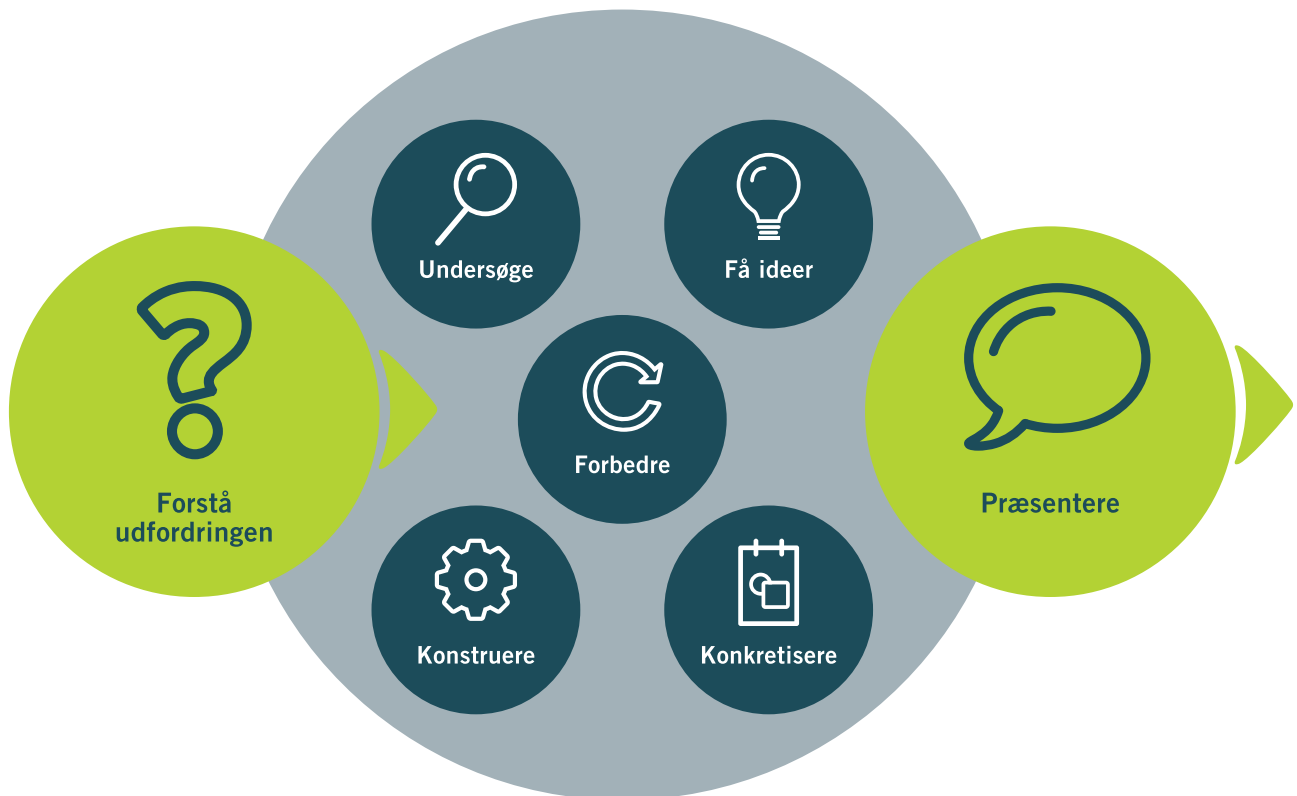 Undersøge
Få ideer
Forbedre
Forstå
udfordringen
Præsentere
Konstruere
Konkretisere